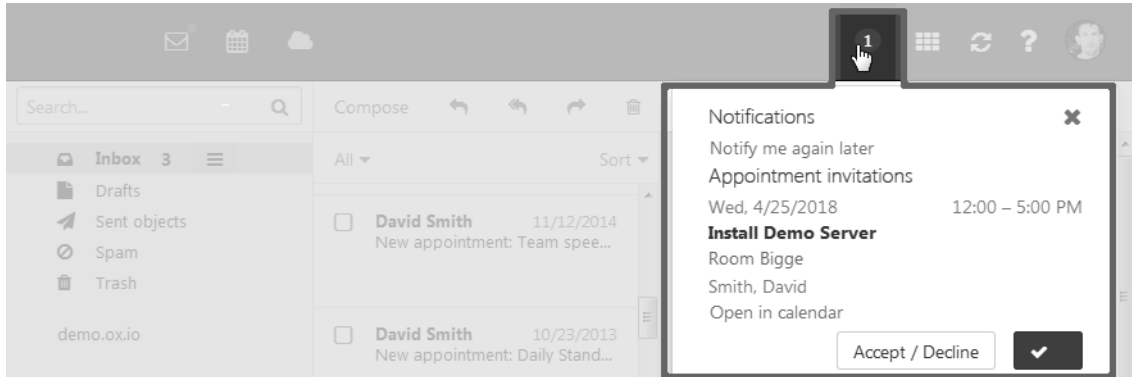 1
?
Search...
Compose
Inbox 3
All
Sort
Drafts
Sent objects
Spam
Trash
demo.ox.io
David Smith 11/12/2014
New appointment: Team spee...
David Smith 10/23/2013
New appointment: Daily Stand...
Notifications
Notify me again later
Appointment invitations
Wed, 4/25/2018 12:00 – 5:00 PM
Install Demo Server
Room Bigge
Smith, David
Open in calendar
Accept / Decline